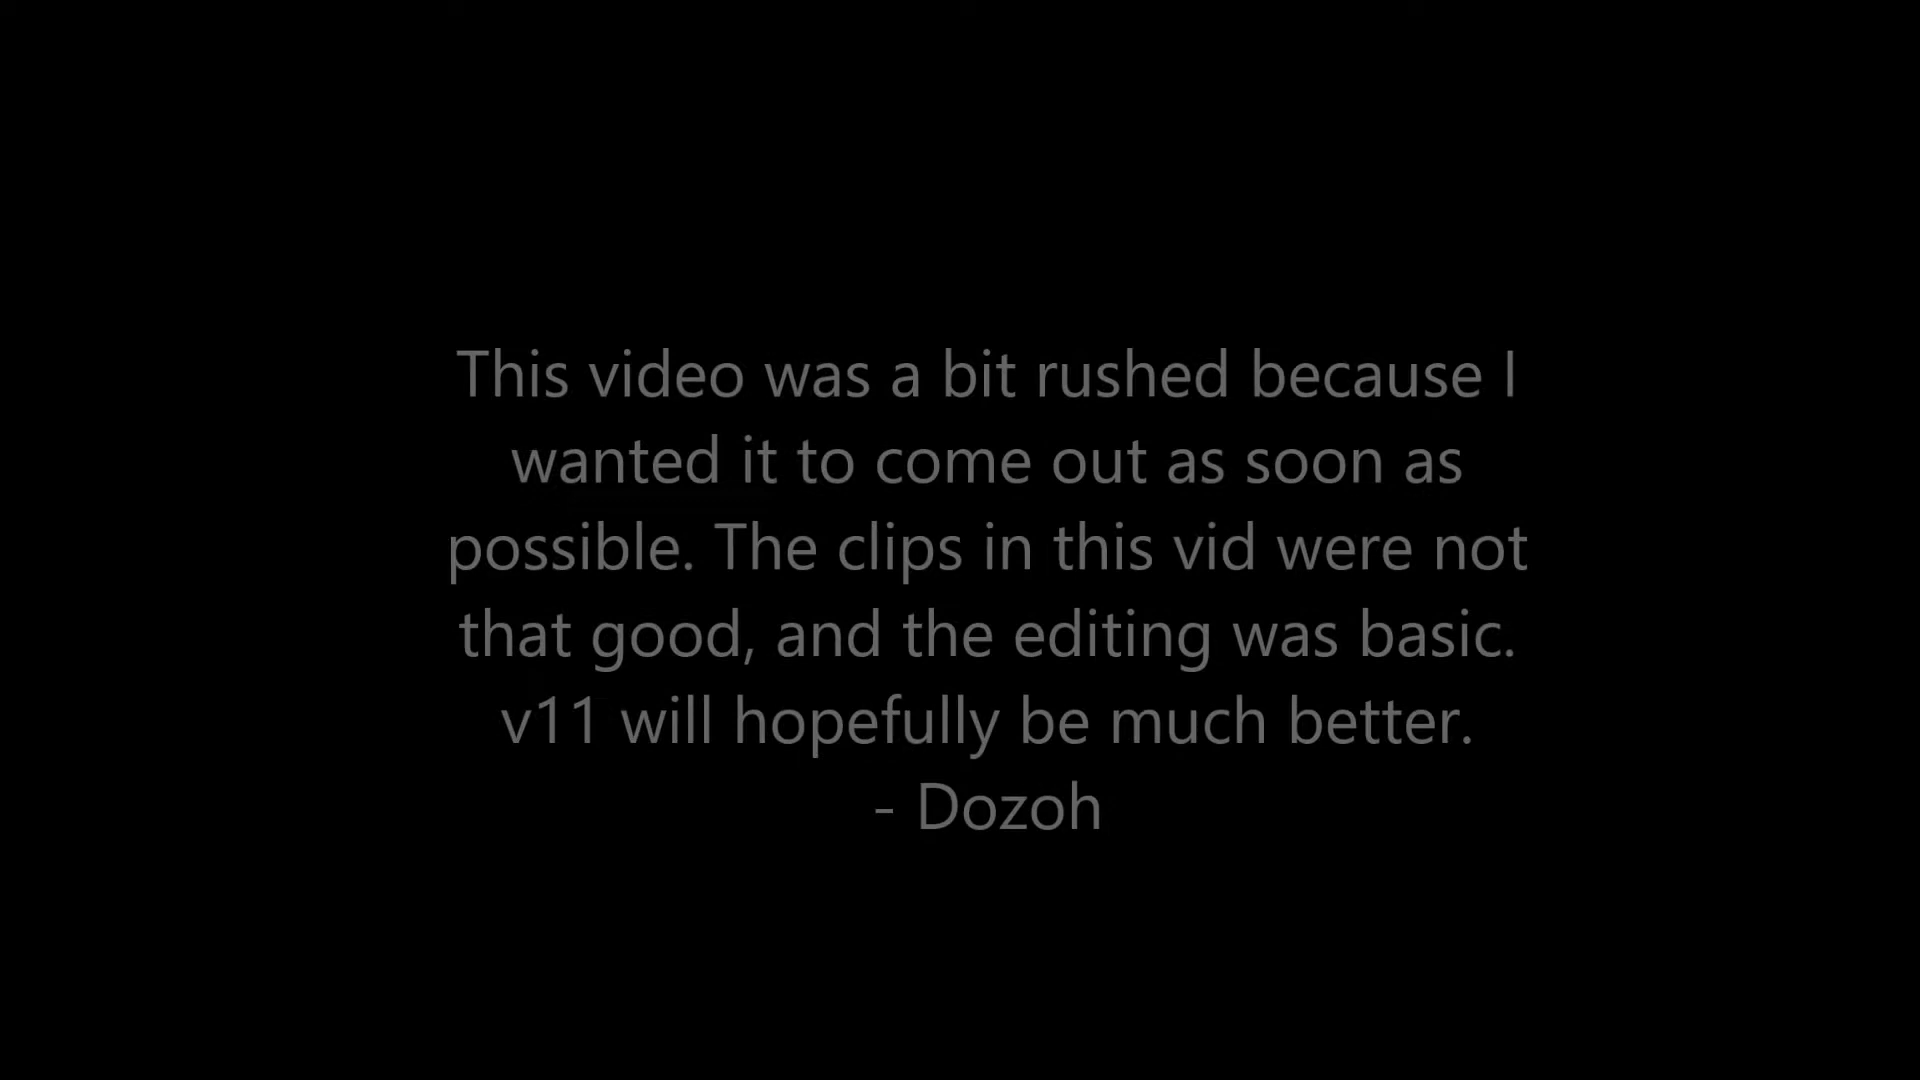 This video was a bit rushed because I
wanted it to come out as soon as
possible. The clips in this vid were not
that good, and the editing was basic.
v11 will hopefully be much better.
- Dozoh